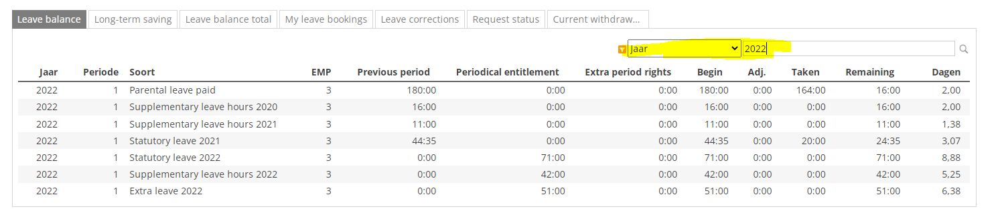 Leave balance Long-term saving Leave balance total My leave bookings Leave corrections Request status Current withdraw...
Jaar 2022
Jaar Periode Soort EMP Previous period Periodical entitlement Extra period rights Begin Adj. Taken Remaining Dagen
2022 1 Parental leave paid 3 180:00 0:00 0:00 180:00 0:00 164:00 16:00 2,00
2022 1 Supplementary leave hours 2020 3 16:00 0:00 0:00 16:00 0:00 0:00 16:00 2,00
2022 1 Supplementary leave hours 2021 3 11:00 0:00 0:00 11:00 0:00 0:00 11:00 1,38
2022 1 Statutory leave 2021 3 44:35 0:00 0:00 44:35 0:00 20:00 24:35 3,07
2022 1 Statutory leave 2022 3 0:00 71:00 0:00 71:00 0:00 0:00 71:00 8,88
2022 1 Supplementary leave hours 2022 3 0:00 42:00 0:00 42:00 0:00 0:00 42:00 5,25
2022 1 Extra leave 2022 3 0:00 51:00 0:00 51:00 0:00 0:00 51:00 6,38